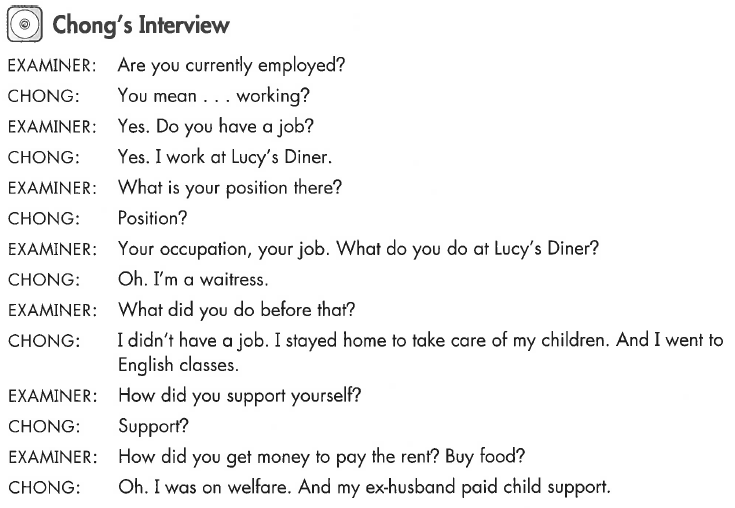 Chong's Interview
EXAMINER: Are you currently employed?
CHONG: You mean . . . working?
EXAMINER: Yes. Do you have a job?
CHONG: Yes. I work at Lucy's Diner.
EXAMINER: What is your position there?
CHONG: Position?
EXAMINER: Your occupation, your job. What do you do at Lucy's Diner?
CHONG: Oh. I'm a waitress.
EXAMINER: What did you do before that?
CHONG: I didn't have a job. I stayed home to take care of my children. And I went to
English classes.
EXAMINER: How did you support yourself?
CHONG: Support?
EXAMINER: How did you get money to pay the rent? Buy food?
CHONG: Oh. I was on welfare. And my ex-husband paid child support.